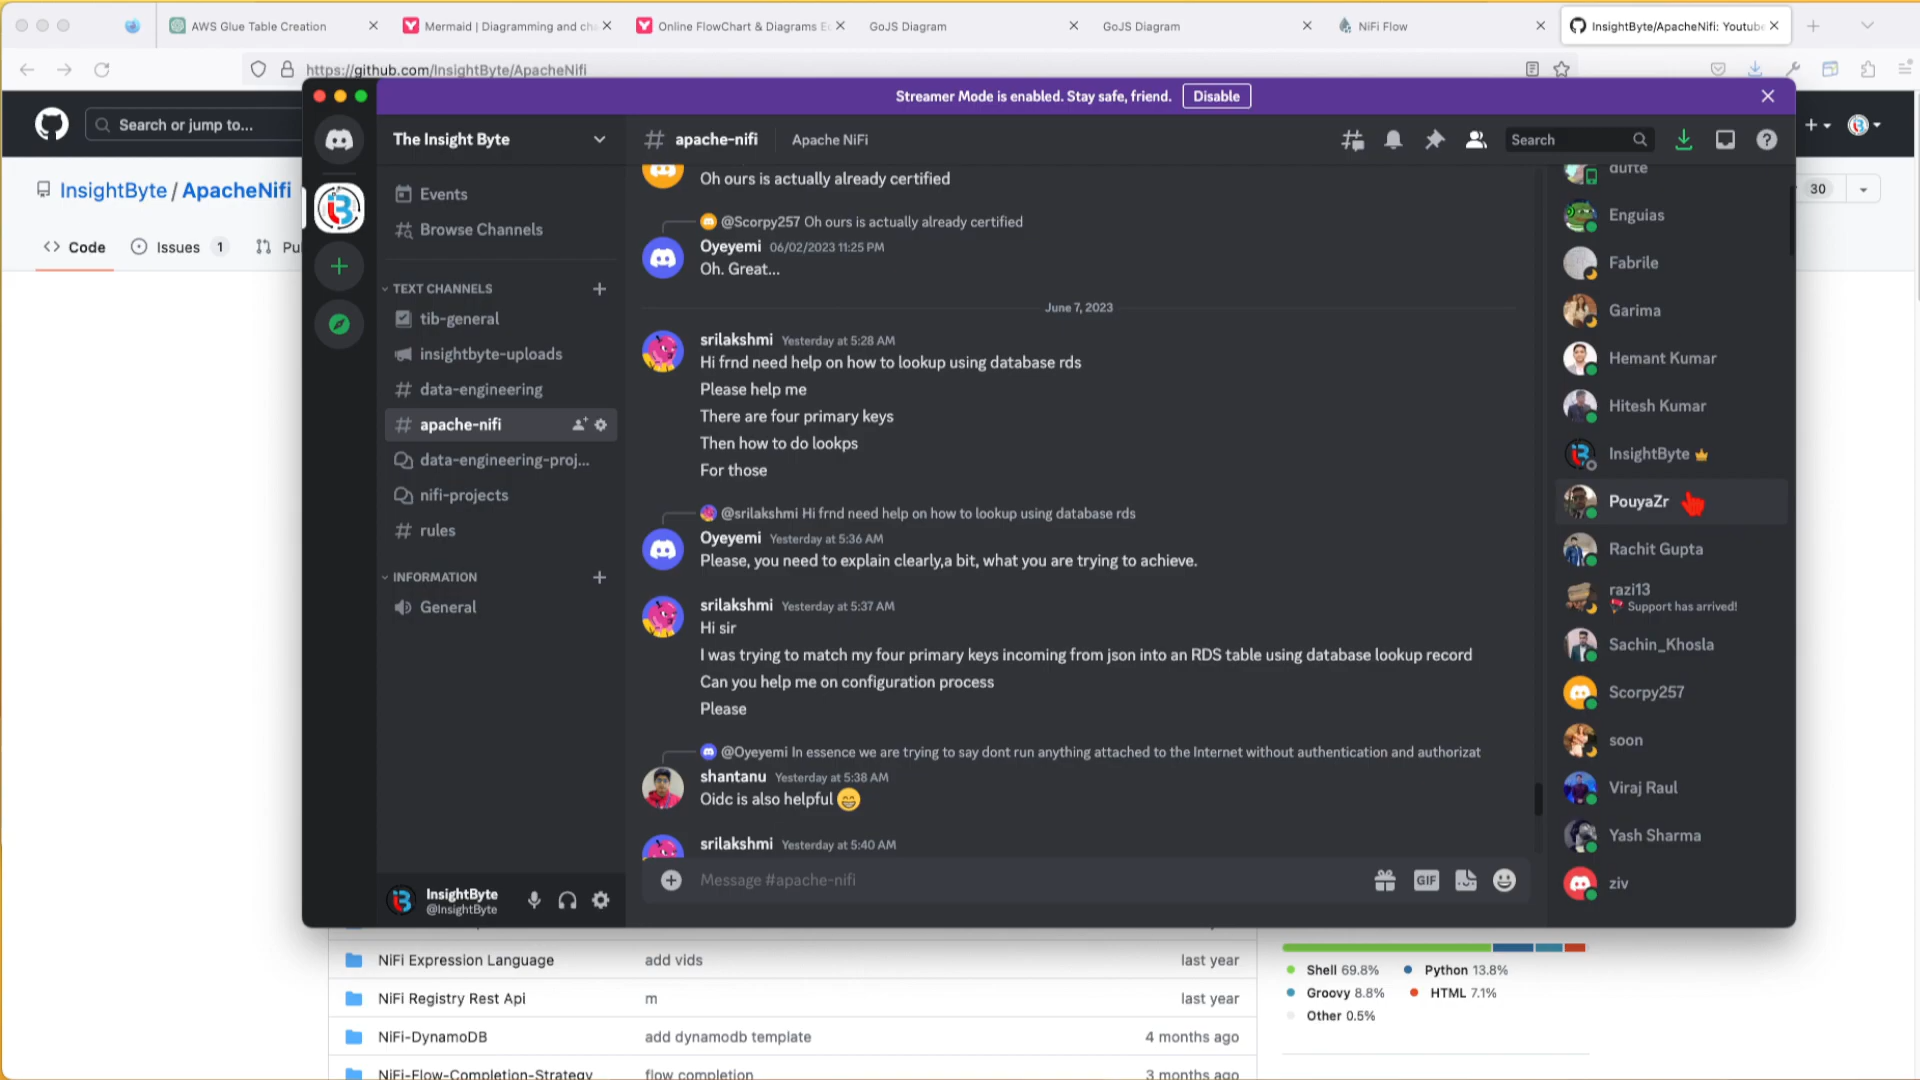 AWS Glue Table Creation
Mermaid | Diagramming and ch
Online FlowChart & Diagrams E
GoJS Diagram
GoJS Diagram
NiFi Flow
InsightByte/ApacheNifi: Youtube
https://github.com/InsightByte/ApacheNifi
Search or jump to...
InsightByte / ApacheNifi
30
Code
Issues 1
Pu
Streamer Mode is enabled. Stay safe, friend.
Disable
The Insight Byte
# apache-nifi
Apache NiFi
Search
Events
Browse Channels
TEXT CHANNELS
tib-general
insightbyte-uploads
data-engineering
apache-nifi
data-engineering-proj...
nifi-projects
rules
INFORMATION
General
InsightByte
@InsightByte
Oh ours is actually already certified
@Scorpy257 Oh ours is actually already certified
Oyeyemi 06/02/2023 11:25 PM
Oh. Great...
June 7, 2023
srilakshmi Yesterday at 5:28 AM
Hi frnd need help on how to lookup using database rds
Please help me
There are four primary keys
Then how to do lookps
For those
@srilakshmi Hi frnd need help on how to lookup using database rds
Oyeyemi Yesterday at 5:36 AM
Please, you need to explain clearly,a bit, what you are trying to achieve.
srilakshmi Yesterday at 5:37 AM
Hi sir
I was trying to match my four primary keys incoming from json into an RDS table using database lookup record
Can you help me on configuration process
Please
@Oyeyemi In essence we are trying to say dont run anything attached to the Internet without authentication and authorizat
shantanu Yesterday at 5:38 AM
Oidc is also helpful 😄
srilakshmi Yesterday at 5:40 AM
Message #apache-nifi
GIF
dufte
Enguias
Fabrile
Garima
Hemant Kumar
Hitesh Kumar
InsightByte
PouyaZr
Rachit Gupta
razi13
Support has arrived!
Sachin_Khosla
Scorpy257
soon
Viraj Raul
Yash Sharma
ziv
NiFi Expression Language add vids last year
NiFi Registry Rest Api m last year
NiFi-DynamoDB add dynamodb template 4 months ago
NiFi-Flow-Completion-Strategy flow completion 3 months ago
Shell 69.8% Python 13.8%
Groovy 8.8% HTML 7.1%
Other 0.5%